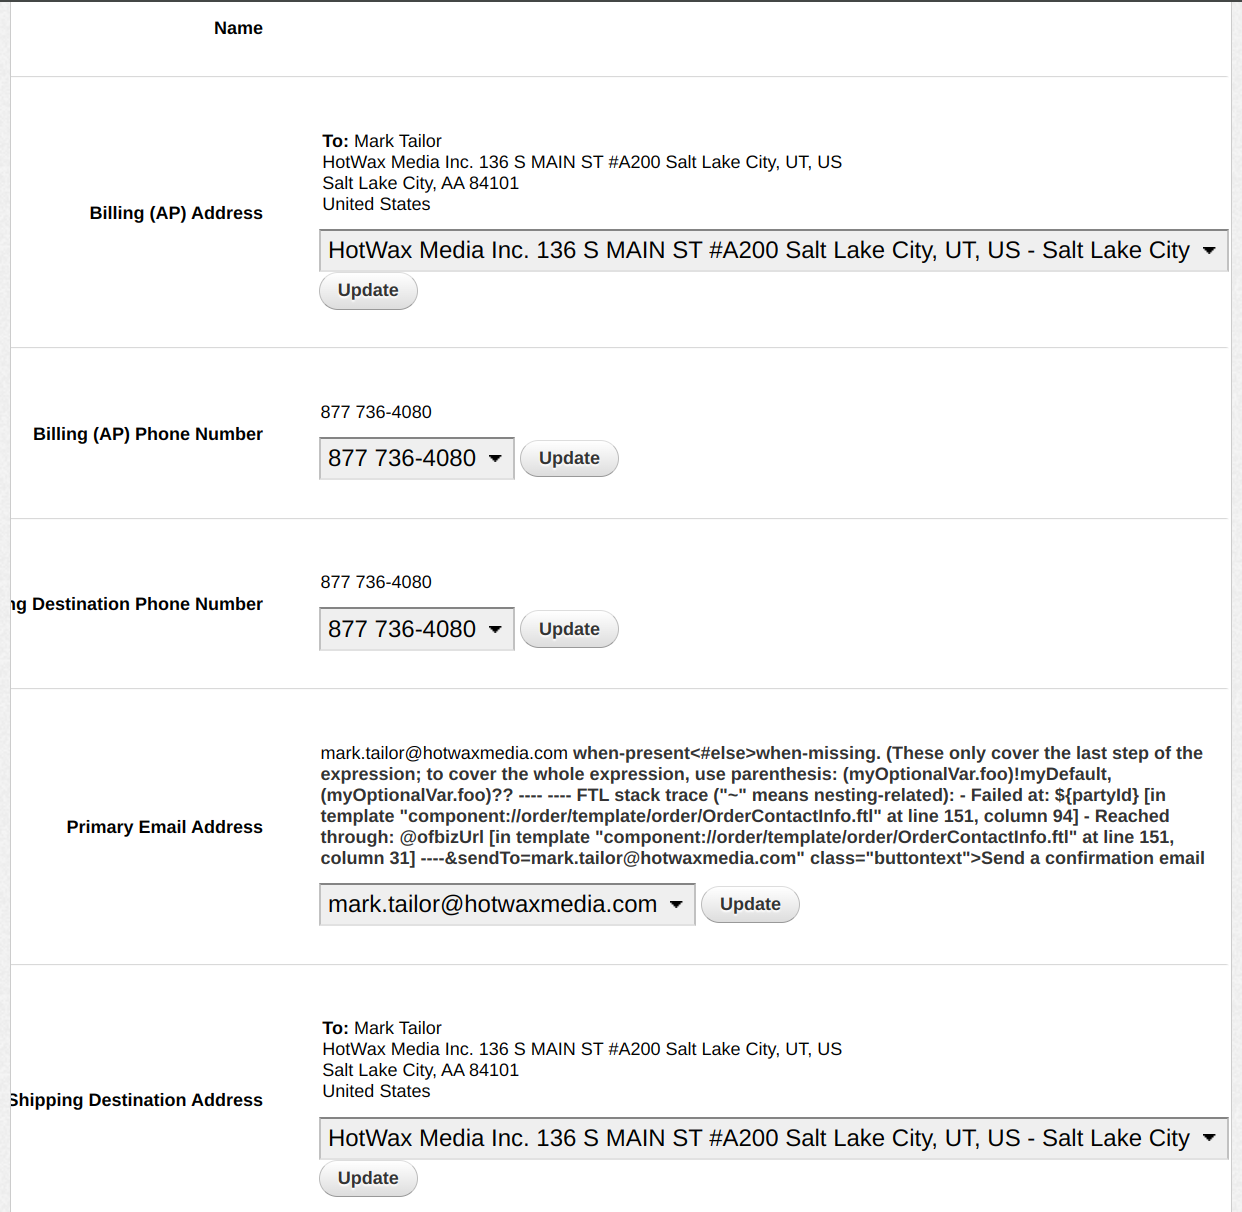 Name
To: Mark Tailor
HotWax Media Inc. 136 S MAIN ST #A200 Salt Lake City, UT, US
Salt Lake City, AA 84101
United States
Billing (AP) Address
HotWax Media Inc. 136 S MAIN ST #A200 Salt Lake City, UT, US - Salt Lake City
Update
877 736-4080
Billing (AP) Phone Number
877 736-4080 Update
877 736-4080
ng Destination Phone Number
877 736-4080 Update
mark.tailor@hotwaxmedia.com when-present<#else>when-missing. (These only cover the last step of the
expression; to cover the whole expression, use parenthesis: (myOptionalVar.foo)!myDefault,
(myOptionalVar.foo)?? ---- ---- FTL stack trace ("~" means nesting-related): - Failed at: ${partyId} [in
template "component://order/template/order/OrderContactInfo.ftl" at line 151, column 94] - Reached
through: @ofbizUrl [in template "component://order/template/order/OrderContactInfo.ftl" at line 151,
column 31] ----&sendTo=mark.tailor@hotwaxmedia.com" class="buttontext">Send a confirmation email
Primary Email Address
mark.tailor@hotwaxmedia.com Update
To: Mark Tailor
HotWax Media Inc. 136 S MAIN ST #A200 Salt Lake City, UT, US
Salt Lake City, AA 84101
United States
Shipping Destination Address
HotWax Media Inc. 136 S MAIN ST #A200 Salt Lake City, UT, US - Salt Lake City
Update